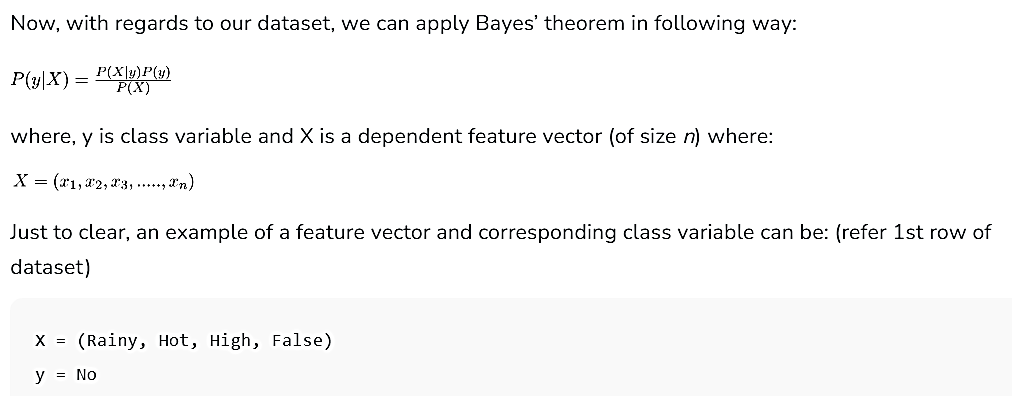 Now, with regards to our dataset, we can apply Bayes’ theorem in following way:
P(y|X) = P(X|y)P(y) / P(X)
where, y is class variable and X is a dependent feature vector (of size n) where:
X = (x₁, x₂, x₃, ....., xₙ)
Just to clear, an example of a feature vector and corresponding class variable can be: (refer 1st row of
dataset)
X = (Rainy, Hot, High, False)
y = No